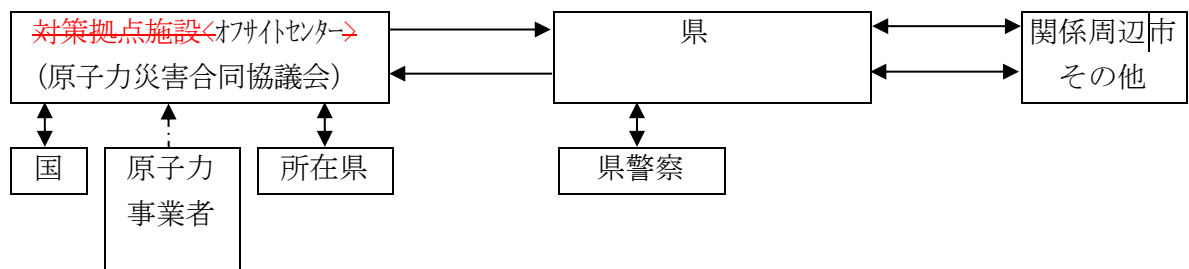 対策拠点施設<オフサイトセンター>
(原子力災害合同協議会)
県
関係周辺市
その他
国
原子力
事業者
所在県
県警察